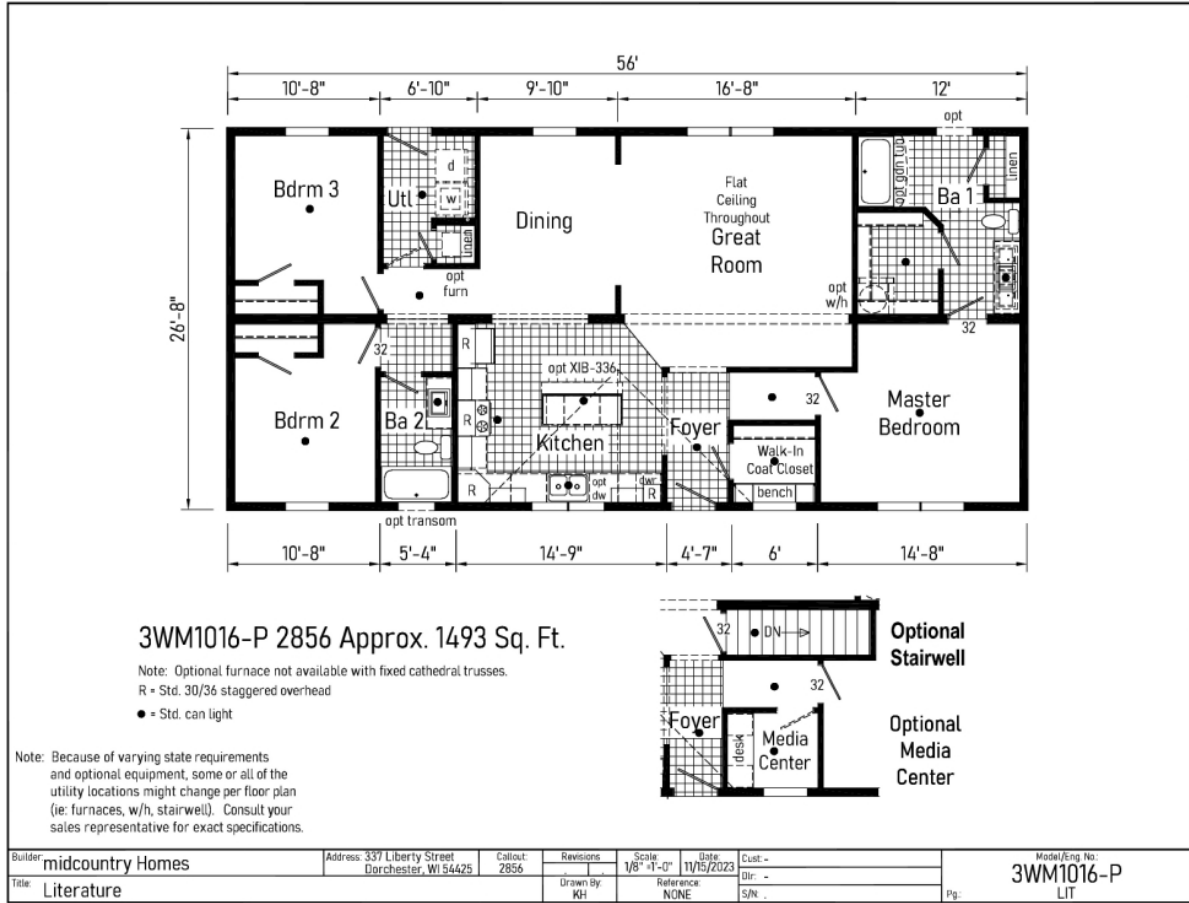 56'
10'-8"
6'-10"
9'-10"
16'-8"
12'
26'-8"
opt
Bdrm 3
Utl
d
w
linen
opt
furn
Dining
Flat
Ceiling
Throughout
Great
Room
opt
w/h
opt gdn tub
Ba 1
linen
32
32
Bdrm 2
Ba 2
R
R
R
opt XIB-336
Kitchen
opt
dw
dwr
R
Foyer
32
Walk-In
Coat Closet
bench
Master
Bedroom
opt transom
10'-8"
5'-4"
14'-9"
4'-7"
6'
14'-8"
3WM1016-P 2856 Approx. 1493 Sq. Ft.
Note: Optional furnace not available with fixed cathedral trusses.
R = Std. 30/36 staggered overhead
● = Std. can light
Note: Because of varying state requirements
and optional equipment, some or all of the
utility locations might change per floor plan
(ie: furnaces, w/h, stairwell). Consult your
sales representative for exact specifications.
32
DN
Optional
Stairwell
32
Foyer
desk
Media
Center
Optional
Media
Center
Builder: midcountry Homes
Address: 337 Liberty Street
Dorchester, WI 54425
Callout:
2856
Revisions
Scale:
1/8" =1'-0"
Date:
11/15/2023
Cust: -
Dlr: -
S/N: .
Model/Eng. No.:
3WM1016-P
LIT
Pg.:
Title: Literature
Drawn By:
KH
Reference:
NONE